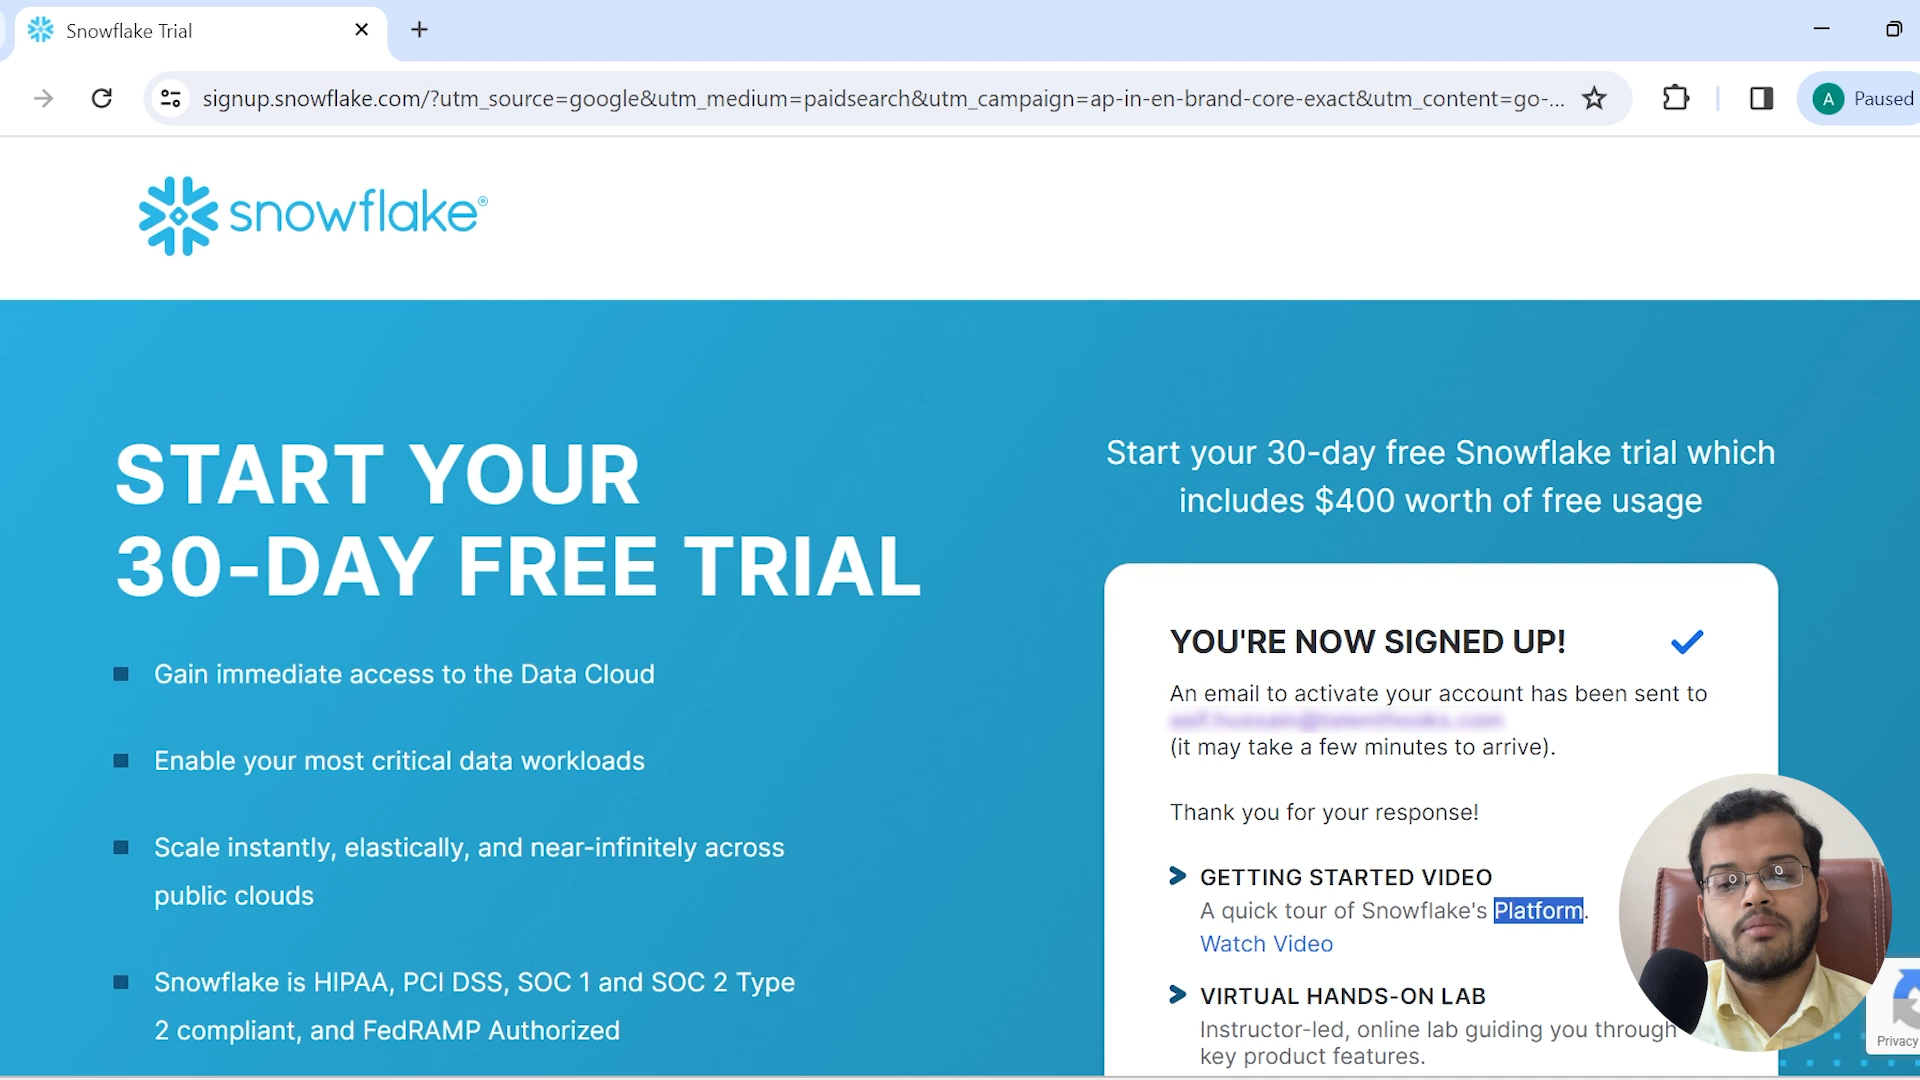 Snowflake Trial
signup.snowflake.com/?utm_source=google&utm_medium=paidsearch&utm_campaign=ap-in-en-brand-core-exact&utm_content=go-...
A Paused
snowflake®
START YOUR
30-DAY FREE TRIAL
Gain immediate access to the Data Cloud
Enable your most critical data workloads
Scale instantly, elastically, and near-infinitely across
public clouds
Snowflake is HIPAA, PCI DSS, SOC 1 and SOC 2 Type
2 compliant, and FedRAMP Authorized
Start your 30-day free Snowflake trial which
includes $400 worth of free usage
YOU'RE NOW SIGNED UP!
An email to activate your account has been sent to
(it may take a few minutes to arrive).
Thank you for your response!
GETTING STARTED VIDEO
A quick tour of Snowflake's Platform.
Watch Video
VIRTUAL HANDS-ON LAB
Instructor-led, online lab guiding you through
key product features.
Privacy